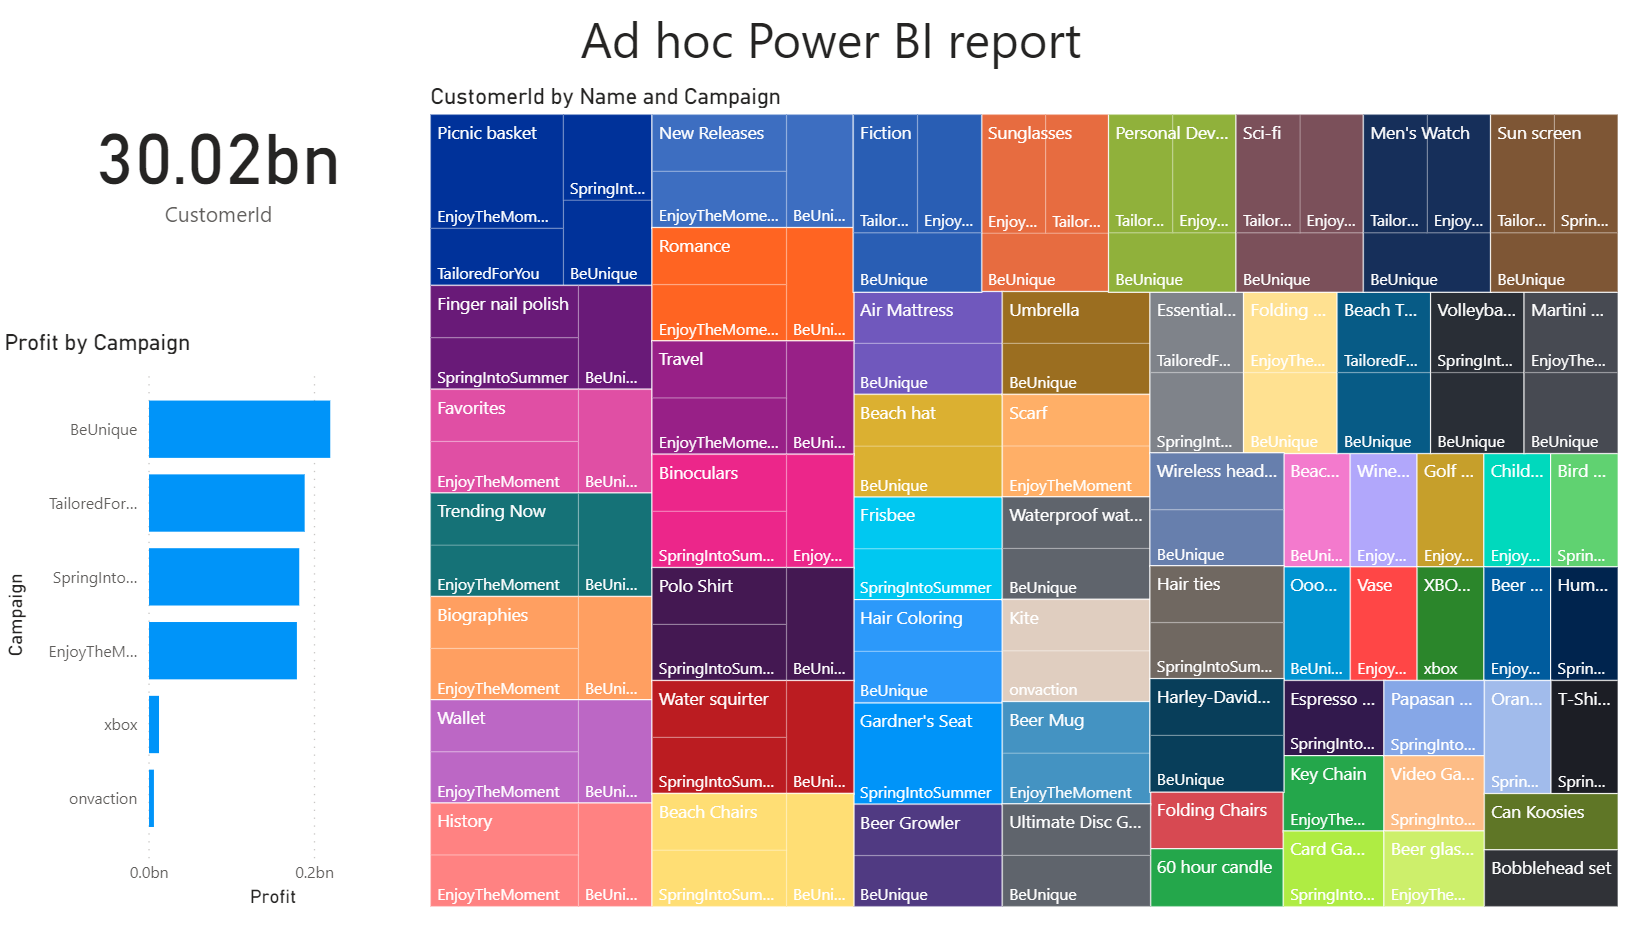 Ad hoc Power BI report
30.02bn
CustomerId
Profit by Campaign
Campaign
BeUnique
TailoredFor...
SpringInto...
EnjoyTheM...
xbox
onvaction
0.0bn 0.2bn
Profit
CustomerId by Name and Campaign
Picnic basket
SpringInt...
EnjoyTheMom...
TailoredForYou BeUnique
Finger nail polish
SpringIntoSummer BeUni...
Favorites
EnjoyTheMoment BeUni...
Trending Now
EnjoyTheMoment BeUni...
Biographies
EnjoyTheMoment BeUni...
Wallet
EnjoyTheMoment BeUni...
History
EnjoyTheMoment BeUni...
New Releases
EnjoyTheMome... BeUni...
Romance
EnjoyTheMome... BeUni...
Travel
EnjoyTheMome... BeUni...
Binoculars
SpringIntoSum... Enjoy...
Polo Shirt
SpringIntoSum... BeUni...
Water squirter
SpringIntoSum... BeUni...
Beach Chairs
SpringIntoSum... BeUni...
Fiction
Tailor... Enjoy...
BeUnique
Sunglasses
Enjoy... Tailor...
BeUnique
Personal Dev...
Tailor... Enjoy...
BeUnique
Sci-fi
Tailor... Enjoy...
BeUnique
Men's Watch
Tailor... Enjoy...
BeUnique
Sun screen
Tailor... Sprin...
BeUnique
Air Mattress
BeUnique
Beach hat
BeUnique
Frisbee
SpringIntoSummer
Hair Coloring
BeUnique
Gardner's Seat
SpringIntoSummer
Beer Growler
BeUnique
Umbrella
BeUnique
Scarf
EnjoyTheMoment
Waterproof wat...
BeUnique
Kite
onvaction
Beer Mug
EnjoyTheMoment
Ultimate Disc G...
BeUnique
Essential...
TailoredF...
SpringInt...
Folding ...
EnjoyThe...
BeUnique
Beach T...
TailoredF...
BeUnique
Volleyba...
SpringInt...
BeUnique
Martini ...
EnjoyThe...
BeUnique
Wireless head...
BeUnique
Hair ties
SpringIntoSum...
Harley-David...
BeUnique
Folding Chairs
60 hour candle
Beac...
BeUni...
Wine...
Enjoy...
Golf ...
Enjoy...
Child...
Enjoy...
Bird ...
Sprin...
Ooo...
BeUni...
Vase
Enjoy...
XBO...
xbox
Beer ...
Enjoy...
Hum...
Sprin...
Espresso ...
SpringInto...
Papasan ...
SpringInto...
Key Chain
EnjoyThe...
Video Ga...
SpringInto...
Card Ga...
SpringInto...
Beer glas...
EnjoyThe...
Oran...
Sprin...
T-Shi...
Sprin...
Can Koosies
Bobblehead set